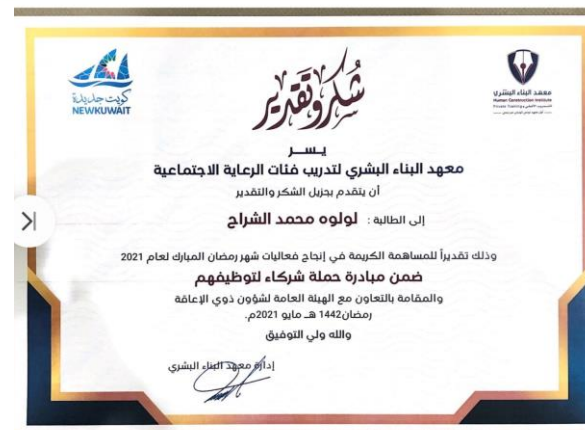 كويت جديدة
NEWKUWAIT
شكر وتقدير
معهد البناء البشري
Human Construction Institute
يســر
معهد البناء البشري لتدريب فئات الرعاية الاجتماعية
أن يتقدم بجزيل الشكر والتقدير
إلى الطالبة : لولوه محمد الشراح
وذلك تقديراً للمساهمة الكريمة في إنجاح فعاليات شهر رمضان المبارك لعام 2021
ضمن مبادرة حملة شركاء لتوظيفهم
والمقامة بالتعاون مع الهيئة العامة لشؤون ذوي الإعاقة
رمضان1442 هـ مايو 2021م.
والله ولي التوفيق
إدارة معهد البناء البشري